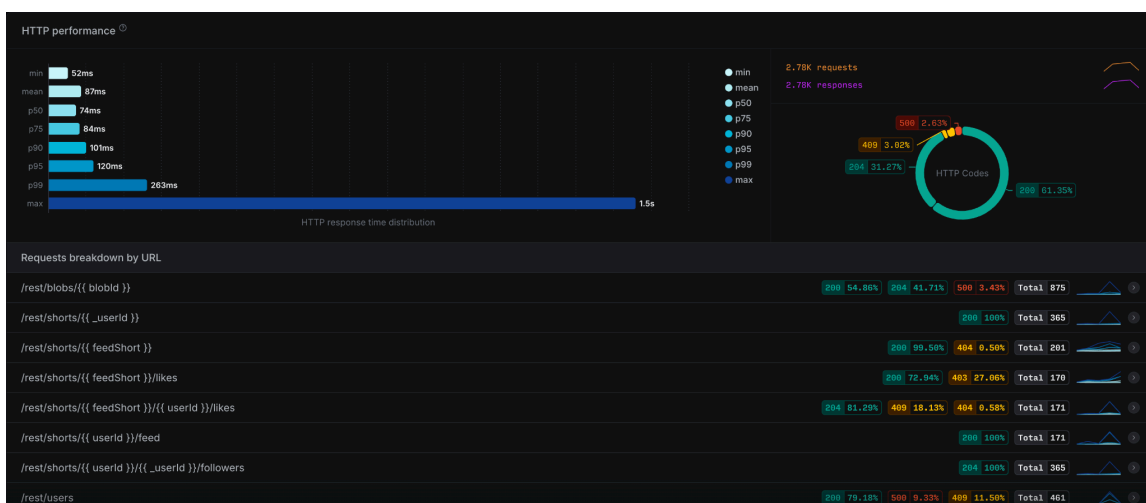 HTTP performance
min 52ms
mean 87ms
p50 74ms
p75 84ms
p90 101ms
p95 120ms
p99 263ms
max 1.5s
HTTP response time distribution
min
mean
p50
p75
p90
p95
p99
max
2.78K requests
2.78K responses
500 2.63%
409 3.02%
204 31.27%
HTTP Codes
200 61.35%
Requests breakdown by URL
/rest/blobs/{{ blobId }} 200 54.86% 204 41.71% 500 3.43% Total 875
/rest/shorts/{{ _userId }} 200 100% Total 365
/rest/shorts/{{ feedShort }} 200 99.50% 404 0.50% Total 201
/rest/shorts/{{ feedShort }}/likes 200 72.94% 403 27.06% Total 170
/rest/shorts/{{ feedShort }}/{{ userId }}/likes 204 81.29% 409 18.13% 404 0.58% Total 171
/rest/shorts/{{ userId }}/feed 200 100% Total 171
/rest/shorts/{{ userId }}/{{ _userId }}/followers 204 100% Total 365
/rest/users 200 79.18% 500 9.33% 409 11.50% Total 461